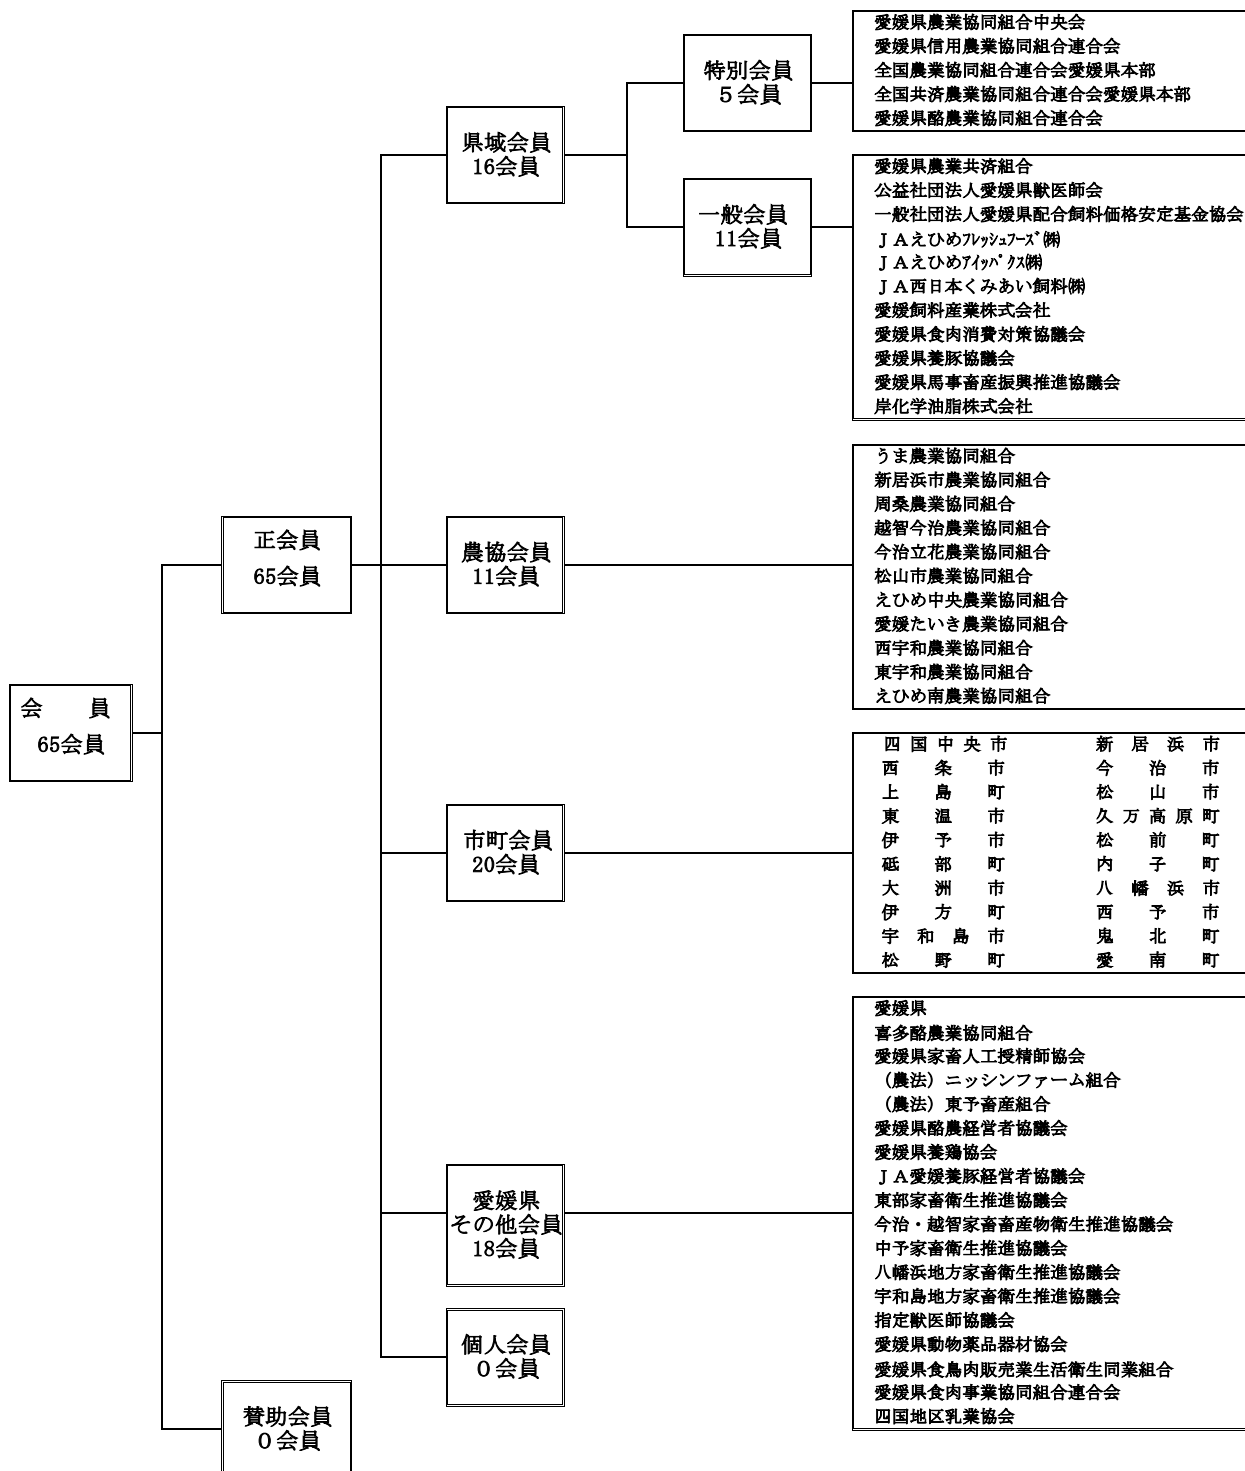 会　　員
65会員
正会員
65会員
賛助会員
０会員
県域会員
16会員
特別会員
５会員
愛媛県農業協同組合中央会
愛媛県信用農業協同組合連合会
全国農業協同組合連合会愛媛県本部
全国共済農業協同組合連合会愛媛県本部
愛媛県酪農業協同組合連合会
一般会員
11会員
愛媛県農業共済組合
公益社団法人愛媛県獣医師会
一般社団法人愛媛県配合飼料価格安定基金協会
ＪＡえひめﾌﾚｯｼｭﾌｰｽﾞ㈱
ＪＡえひめｱｲｯﾊﾟｸｽ㈱
ＪＡ西日本くみあい飼料㈱
愛媛飼料産業株式会社
愛媛県食肉消費対策協議会
愛媛県養豚協議会
愛媛県馬事畜産振興推進協議会
岸化学油脂株式会社
農協会員
11会員
うま農業協同組合
新居浜市農業協同組合
周桑農業協同組合
越智今治農業協同組合
今治立花農業協同組合
松山市農業協同組合
えひめ中央農業協同組合
愛媛たいき農業協同組合
西宇和農業協同組合
東宇和農業協同組合
えひめ南農業協同組合
市町会員
20会員
四国中央市　新居浜市
西条市　今治市
上島町　松山市
東温市　久万高原町
伊予市　松前町
砥部町　内子町
大洲市　八幡浜市
伊方町　西予市
宇和島市　鬼北町
松野町　愛南町
愛媛県
その他会員
18会員
愛媛県
喜多酪農業協同組合
愛媛県家畜人工授精師協会
（農法）ニッシンファーム組合
（農法）東予畜産組合
愛媛県酪農経営者協議会
愛媛県養鶏協会
ＪＡ愛媛養豚経営者協議会
東部家畜衛生推進協議会
今治・越智家畜畜産物衛生推進協議会
中予家畜衛生推進協議会
八幡浜地方家畜衛生推進協議会
宇和島地方家畜衛生推進協議会
指定獣医師協議会
愛媛県動物薬品器材協会
愛媛県食鳥肉販売業生活衛生同業組合
愛媛県食肉事業協同組合連合会
四国地区乳業協会
個人会員
０会員